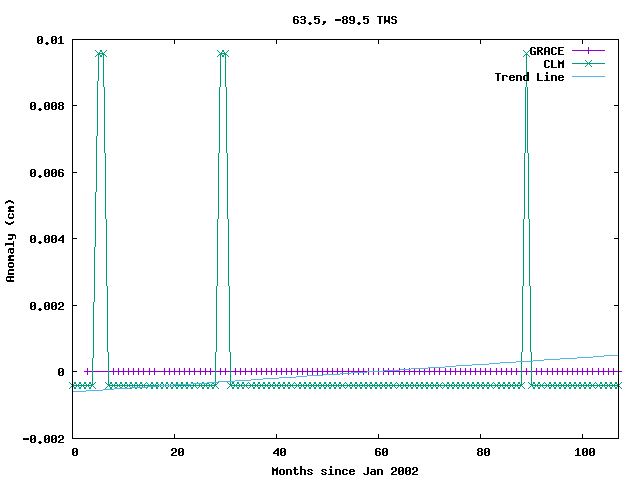 63.5, -89.5 TWS
0.01
0.008
0.006
0.004
0.002
0
-0.002
Anomaly (cm)
GRACE
CLM
Trend Line
0 20 40 60 80 100
Months since Jan 2002